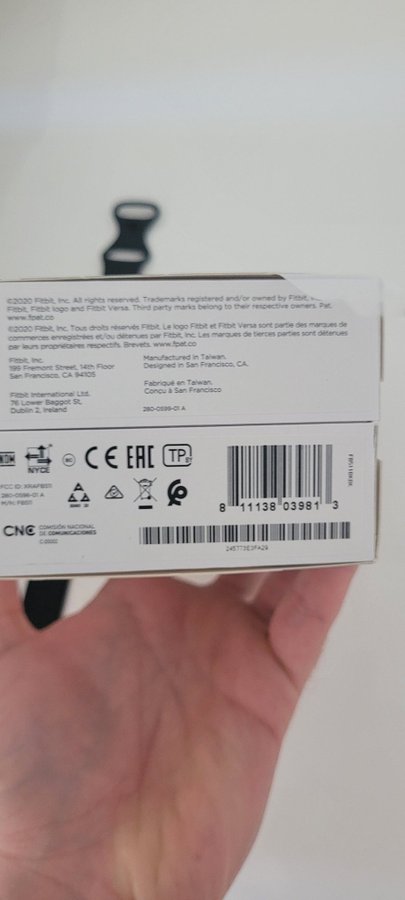 ©2020 Fitbit, Inc. All rights reserved. Trademarks registered and/or owned by Fitbit,
Fitbit, Fitbit logo and Fitbit Versa. Third party marks belong to their respective owners. Pat.
www.fpat.co
©2020 Fitbit, Inc. Tous droits réservés Fitbit. Le logo Fitbit et Fitbit Versa sont partie des marques de
commerces enregistrées et/ou détenues par Fitbit, Inc. Les marques de tierces parties sont détenues
par leurs propriétaires respectifs. Brevets. www.fpat.co
Fitbit, Inc.
199 Fremont Street, 14th Floor
San Francisco, CA 94105
Manufactured in Taiwan.
Designed in San Francisco, CA.
Fitbit International Ltd.
76 Lower Baggot St,
Dublin 2, Ireland
Fabriqué en Taiwan.
Conçu à San Francisco
280-0599-01 A
NOM
NYCE
CE
EAC
TP
FCC ID: XRAFB511
280-0596-01 A
M/N: FB511
CNC COMISIÓN NACIONAL
DE COMUNICACIONES
8 11138 03981 3
245773E3FA29